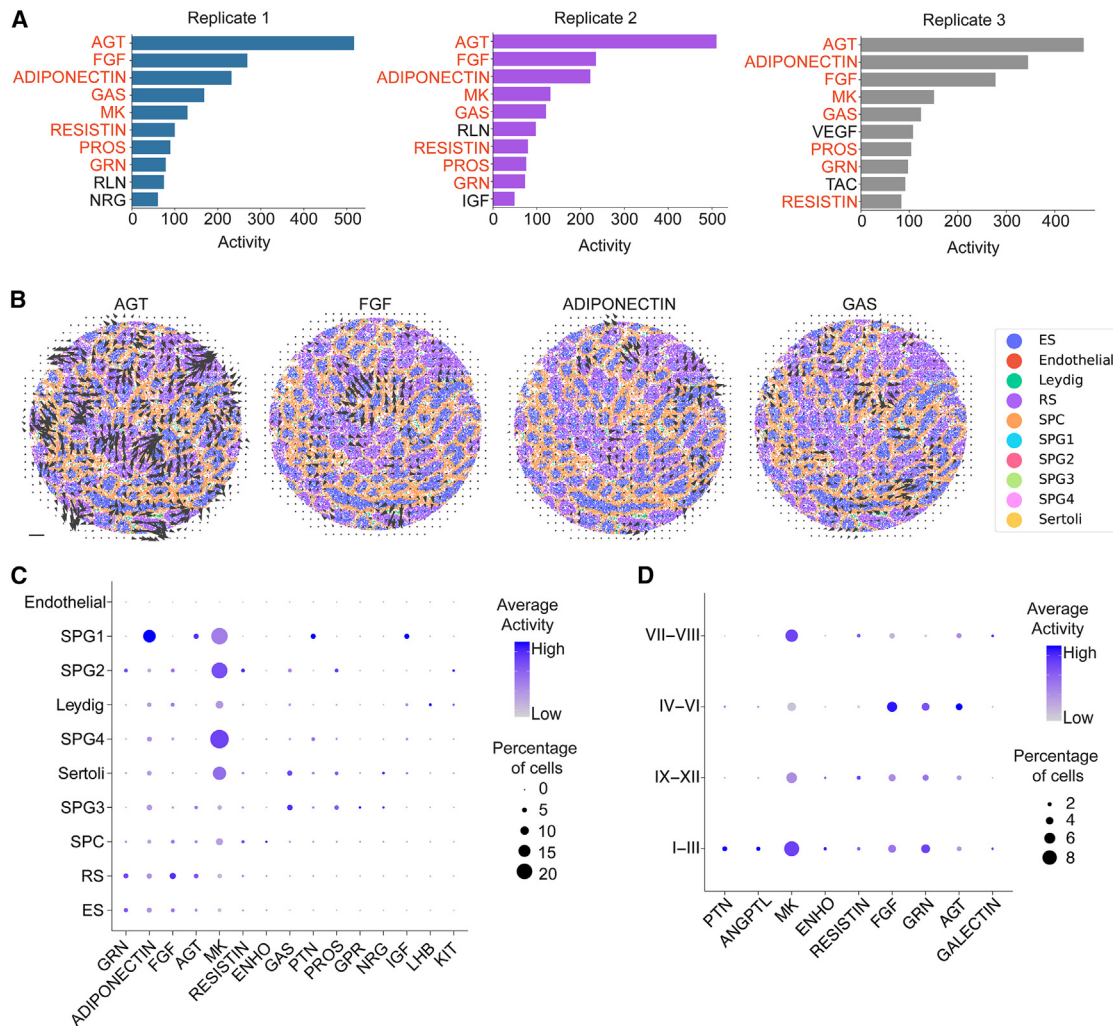 A
Replicate 1
AGT
FGF
ADIPONECTIN
GAS
MK
RESISTIN
PROS
GRN
RLN
NRG
0 100 200 300 400 500
Activity
Replicate 2
AGT
FGF
ADIPONECTIN
MK
GAS
RLN
RESISTIN
PROS
GRN
IGF
0 100 200 300 400 500
Activity
Replicate 3
AGT
ADIPONECTIN
FGF
MK
GAS
VEGF
PROS
GRN
TAC
RESISTIN
0 100 200 300 400
Activity
B
AGT
FGF
ADIPONECTIN
GAS
ES
Endothelial
Leydig
RS
SPC
SPG1
SPG2
SPG3
SPG4
Sertoli
C
Endothelial
SPG1
SPG2
Leydig
SPG4
Sertoli
SPG3
SPC
RS
ES
GRN
ADIPONECTIN
FGF
AGT
MK
RESISTIN
ENHO
GAS
PTN
PROS
GPR
NRG
IGF
LHB
KIT
Average
Activity
High
Low
Percentage
of cells
0
5
10
15
20
D
VII–VIII
IV–VI
IX–XII
I–III
PTN
ANGPTL
MK
ENHO
RESISTIN
FGF
GRN
AGT
GALECTIN
Average
Activity
High
Low
Percentage
of cells
2
4
6
8